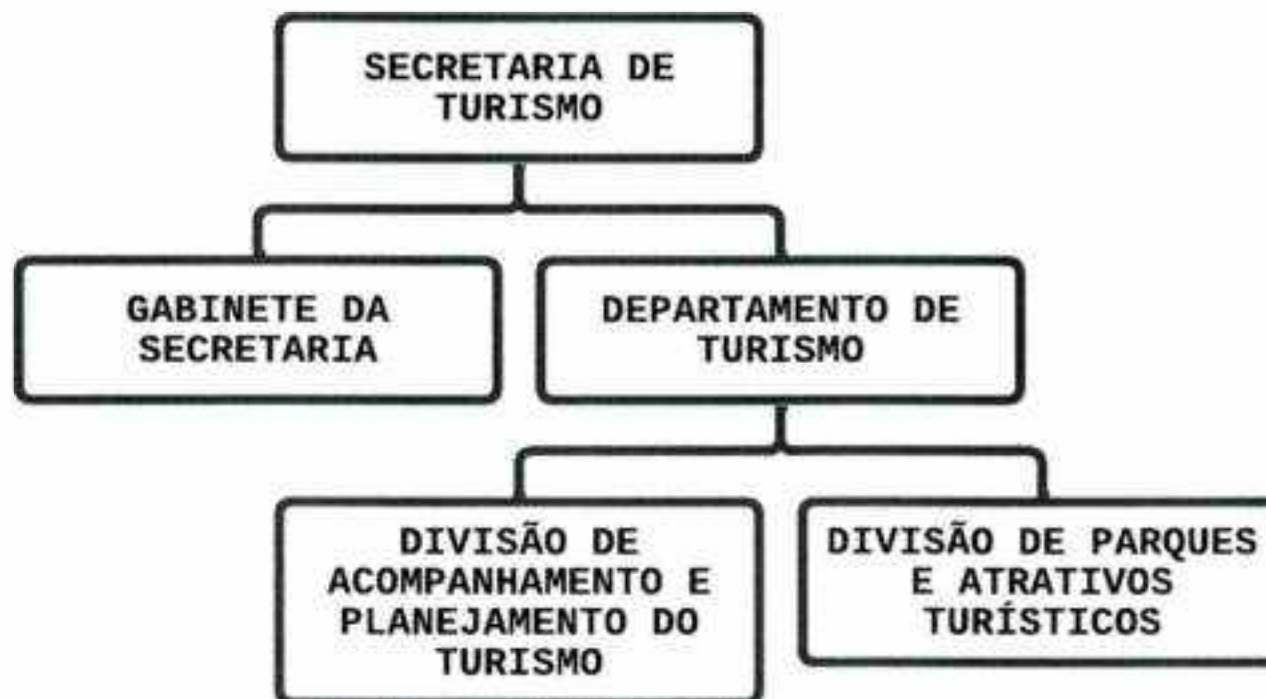 SECRETARIA DE
TURISMO
GABINETE DA
SECRETARIA
DEPARTAMENTO DE
TURISMO
DIVISÃO DE
ACOMPANHAMENTO E
PLANEJAMENTO DO
TURISMO
DIVISÃO DE PARQUES
E ATRATIVOS
TURÍSTICOS